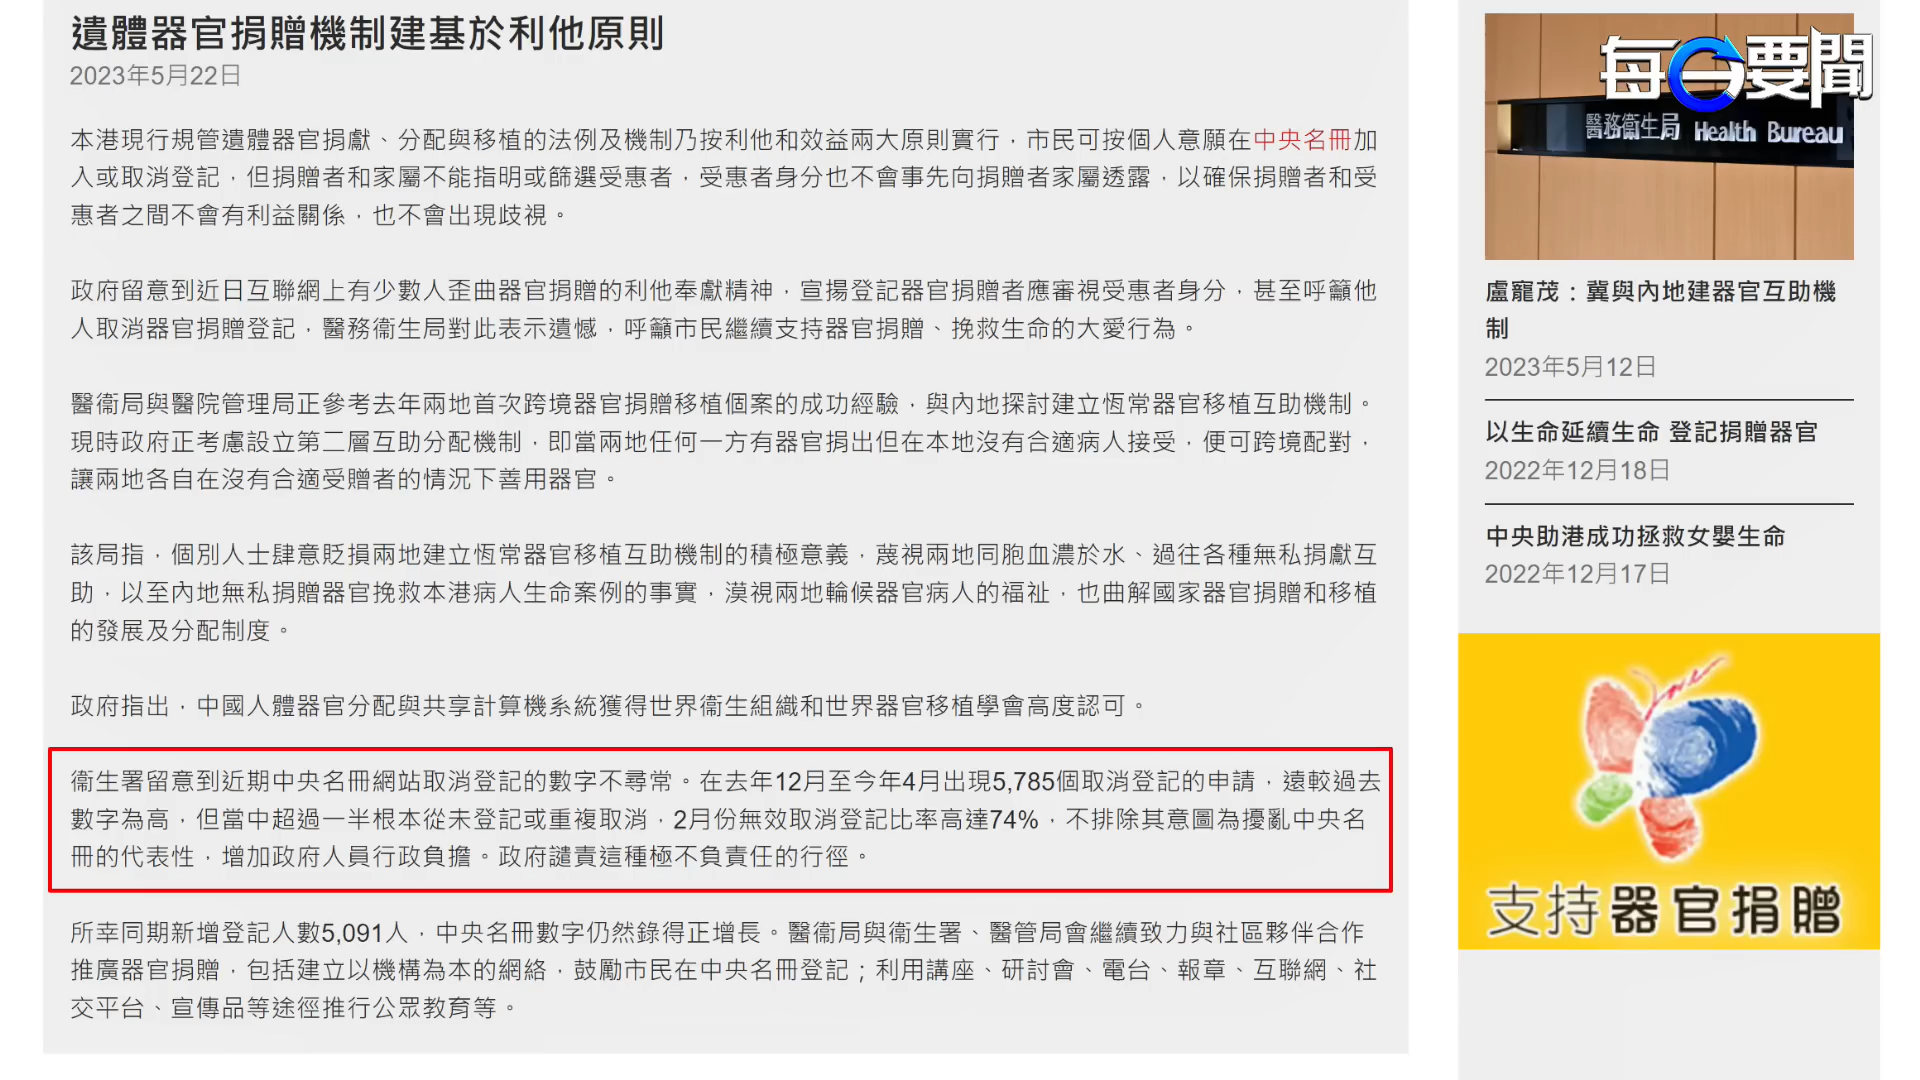 遺體器官捐贈機制建基於利他原則
2023年5月22日
本港現行規管遺體器官捐獻、分配與移植的法例及機制乃按利他和效益兩大原則實行，市民可按個人意願在中央名冊加
入或取消登記，但捐贈者和家屬不能指明或篩選受惠者，受惠者身分也不會事先向捐贈者家屬透露，以確保捐贈者和受
惠者之間不會有利益關係，也不會出現歧視。
政府留意到近日互聯網上有少數人歪曲器官捐贈的利他奉獻精神，宣揚登記器官捐贈者應審視受惠者身分，甚至呼籲他
人取消器官捐贈登記，醫務衞生局對此表示遺憾，呼籲市民繼續支持器官捐贈、挽救生命的大愛行為。
醫衞局與醫院管理局正參考去年兩地首次跨境器官捐贈移植個案的成功經驗，與內地探討建立恆常器官移植互助機制。
現時政府正考慮設立第二層互助分配機制，即當兩地任何一方有器官捐出但在本地沒有合適病人接受，便可跨境配對，
讓兩地各自在沒有合適受贈者的情況下善用器官。
該局指，個別人士肆意貶損兩地建立恆常器官移植互助機制的積極意義，蔑視兩地同胞血濃於水、過往各種無私捐獻互
助，以至內地無私捐贈器官挽救本港病人生命案例的事實，漠視兩地輪候器官病人的福祉，也曲解國家器官捐贈和移植
的發展及分配制度。
政府指出，中國人體器官分配與共享計算機系統獲得世界衞生組織和世界器官移植學會高度認可。
衞生署留意到近期中央名冊網站取消登記的數字不尋常。在去年12月至今年4月出現5,785個取消登記的申請，遠較過去
數字為高，但當中超過一半根本從未登記或重複取消，2月份無效取消登記比率高達74%，不排除其意圖為擾亂中央名
冊的代表性，增加政府人員行政負擔。政府譴責這種極不負責任的行徑。
所幸同期新增登記人數5,091人，中央名冊數字仍然錄得正增長。醫衞局與衞生署、醫管局會繼續致力與社區夥伴合作
推廣器官捐贈，包括建立以機構為本的網絡，鼓勵市民在中央名冊登記；利用講座、研討會、電台、報章、互聯網、社
交平台、宣傳品等途徑推行公眾教育等。
每日要聞
醫務衞生局 Health Bureau
盧寵茂：冀與內地建器官互助機
制
2023年5月12日
以生命延續生命 登記捐贈器官
2022年12月18日
中央助港成功拯救女嬰生命
2022年12月17日
Love
支持器官捐贈